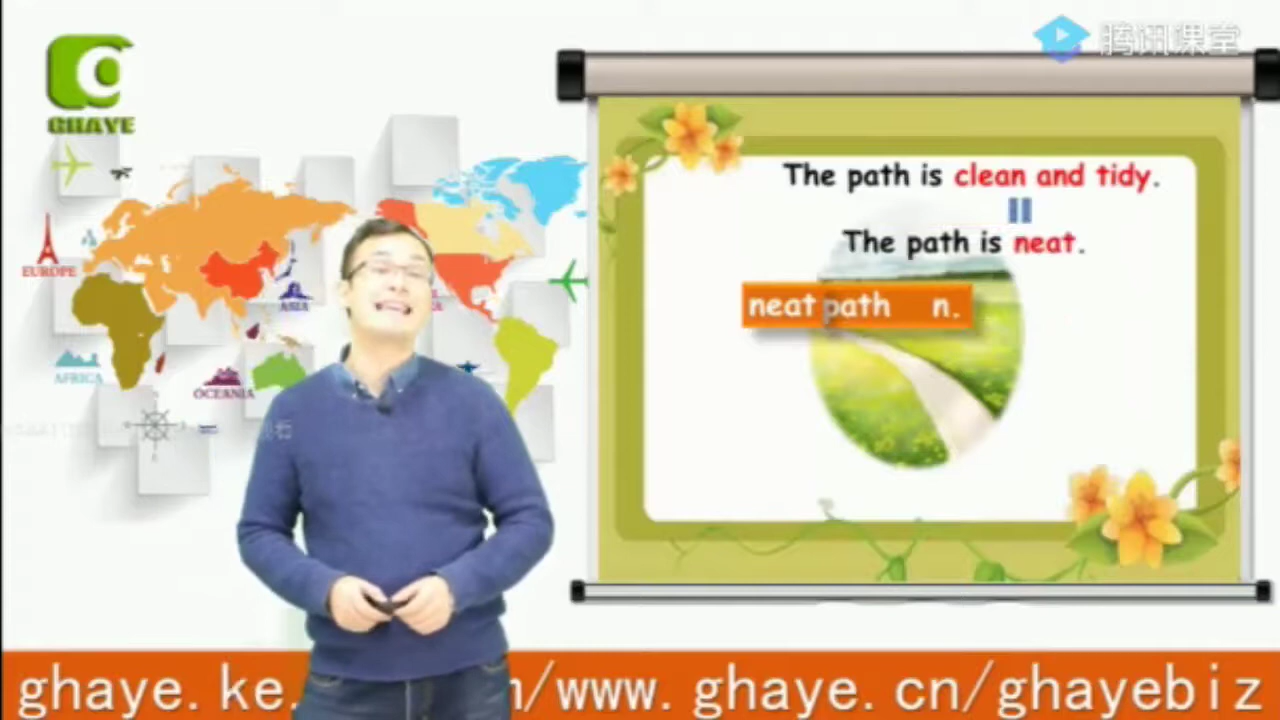 GHAYE
腾讯课堂
The path is clean and tidy.
The path is neat.
neat path n.
EUROPE
ASIA
AFRICA
OCEANIA
ghaye.ke.
/www.ghaye.cn/ghayebiz